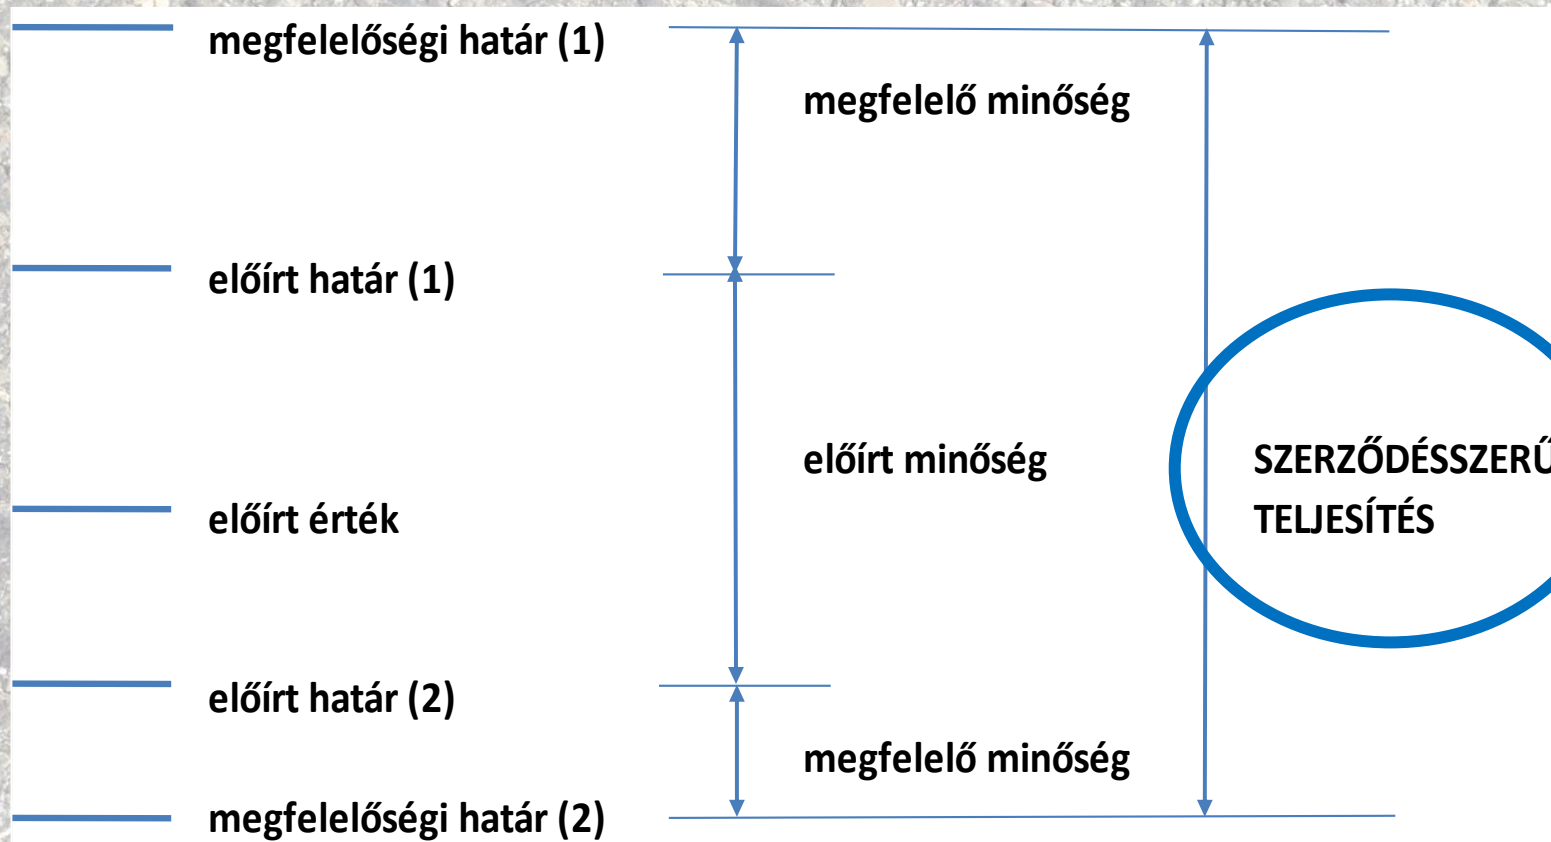 megfelelőségi határ (1)
megfelelő minőség
előírt határ (1)
előírt minőség
SZERZŐDÉSSZERŰ
TELJESÍTÉS
előírt érték
előírt határ (2)
megfelelő minőség
megfelelőségi határ (2)